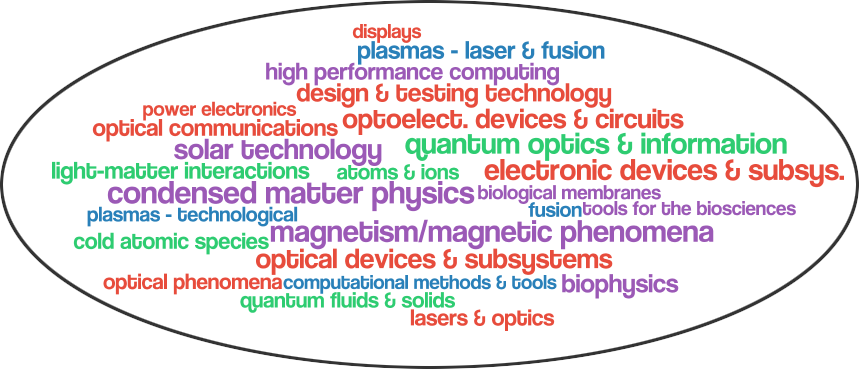 displays
plasmas - laser & fusion
high performance computing
design & testing technology
power electronics
optoelect. devices & circuits
optical communications
quantum optics & information
solar technology
light-matter interactions
atoms & ions
electronic devices & subsys.
condensed matter physics
biological membranes
plasmas - technological
fusion
tools for the biosciences
magnetism/magnetic phenomena
cold atomic species
optical devices & subsystems
optical phenomena
computational methods & tools
biophysics
quantum fluids & solids
lasers & optics